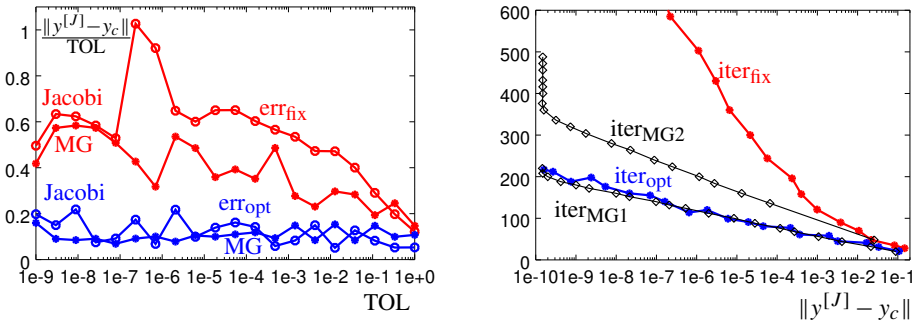 ‖y^[J]−y_c‖
TOL
1
0.8
0.6
0.4
0.2
0
Jacobi
MG
err_fix
Jacobi
err_opt
MG
1e-9 1e-8 1e-7 1e-6 1e-5 1e-4 1e-3 1e-2 1e-1 1e+0
TOL
600
500
400
300
200
100
0
iter_fix
iter_MG2
iter_opt
iter_MG1
1e-10 1e-9 1e-8 1e-7 1e-6 1e-5 1e-4 1e-3 1e-2 0.1
‖y^[J] − y_c‖